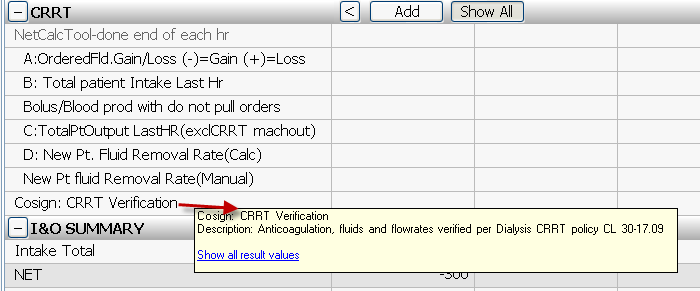 CRRT < Add Show All
NetCalcTool-done end of each hr
A:OrderedFld.Gain/Loss (-)=Gain (+)=Loss
B: Total patient Intake Last Hr
Bolus/Blood prod with do not pull orders
C:TotalPtOutput LastHR(exclCRRT machout)
D: New Pt. Fluid Removal Rate(Calc)
New Pt fluid Removal Rate(Manual)
Cosign: CRRT Verification
Cosign: CRRT Verification
Description: Anticoagulation, fluids and flowrates verified per Dialysis CRRT policy CL 30-17.09
Show all result values
I&O SUMMARY
Intake Total
NET -300